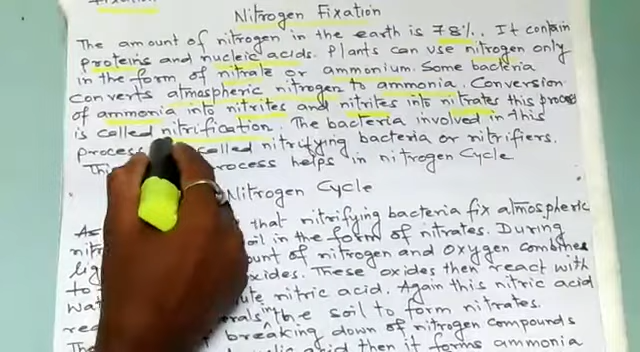 Fixation
Nitrogen Fixation
The amount of nitrogen in the earth is 78%. It contain
proteins and nucleic acids. Plants can use nitrogen only
in the form of nitrate or ammonium. Some bacteria
converts atmospheric nitrogen to ammonia. Conversion
of ammonia into nitrites and nitrites into nitrates this process
is called nitrification. The bacteria involved in this
process called nitrifying bacteria or nitrifiers.
This process helps in nitrogen Cycle
Nitrogen Cycle
As that nitrifying bacteria fix atmospheric
in the form of nitrates. During
of nitrogen and oxygen combines
to These oxides then react with
nitric acid. Again this nitric acid
the soil to form nitrates.
breaking down of nitrogen compounds
acid then it forms ammonia